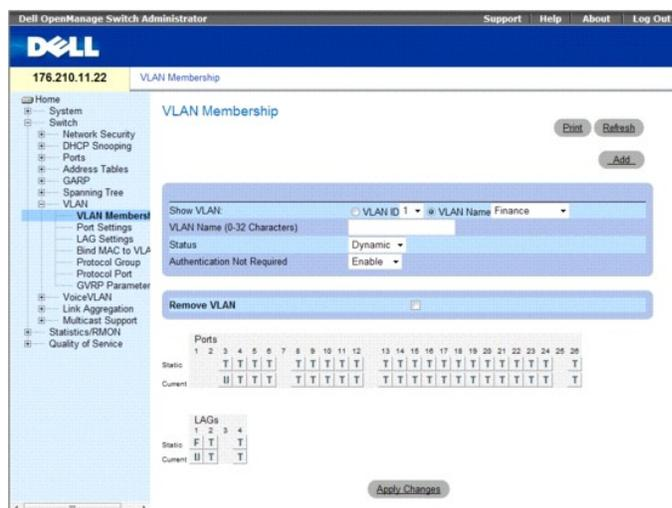 Dell OpenManage Switch Administrator Support Help About Log Out
DELL
176.210.11.22 VLAN Membership
Home
System
Switch
Network Security
DHCP Snooping
Ports
Address Tables
GARP
Spanning Tree
VLAN
VLAN Membersh
Port Settings
LAG Settings
Bind MAC to VLA
Protocol Group
Protocol Port
GVRP Parameter
VoiceVLAN
Link Aggregation
Multicast Support
Statistics/RMON
Quality of Service
VLAN Membership
Print Refresh
Add
Show VLAN: VLAN ID 1 VLAN Name Finance
VLAN Name (0-32 Characters)
Status Dynamic
Authentication Not Required Enable
Remove VLAN
Ports
1 2 3 4 5 6 7 8 9 10 11 12 13 14 15 16 17 18 19 20 21 22 23 24 25 26
Static T T T T T T T T T T T T T T T T T T T T T T
Current U T T T T T T T T T T T T T T T T T T T T T
LAGs
1 2 3 4
Static F T T
Current U T T
Apply Changes